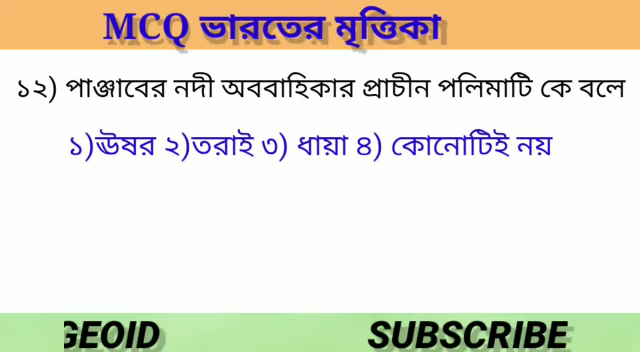 MCQ ভারতের মৃত্তিকা
১২) পাঞ্জাবের নদী অববাহিকার প্রাচীন পলিমাটি কে বলে
১)ঊষর ২)তরাই ৩) ধায়া ৪) কোনোটিই নয়
GEOID SUBSCRIBE